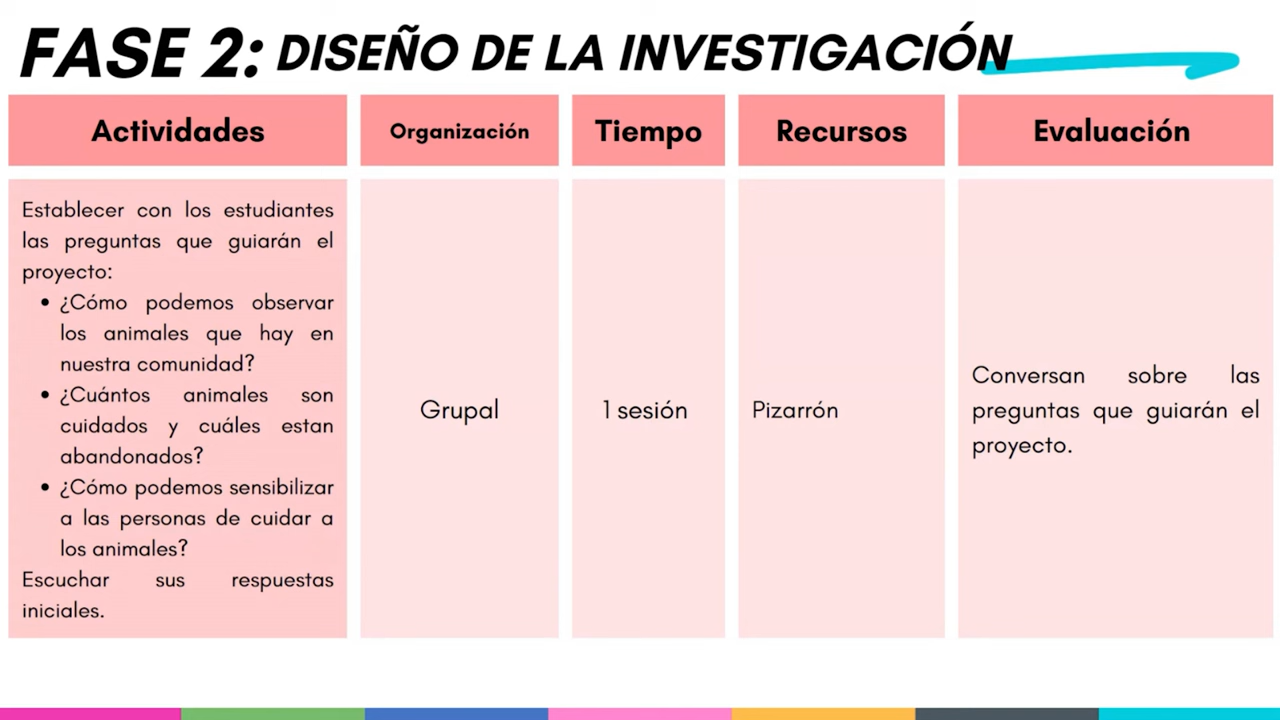 FASE 2: DISEÑO DE LA INVESTIGACIÓN
Actividades
Organización
Tiempo
Recursos
Evaluación
Establecer con los estudiantes
las preguntas que guiarán el
proyecto:
• ¿Cómo podemos observar
los animales que hay en
nuestra comunidad?
• ¿Cuántos animales son
cuidados y cuáles estan
abandonados?
• ¿Cómo podemos sensibilizar
a las personas de cuidar a
los animales?
Escuchar sus respuestas
iniciales.
Grupal
1 sesión
Pizarrón
Conversan sobre las
preguntas que guiarán el
proyecto.